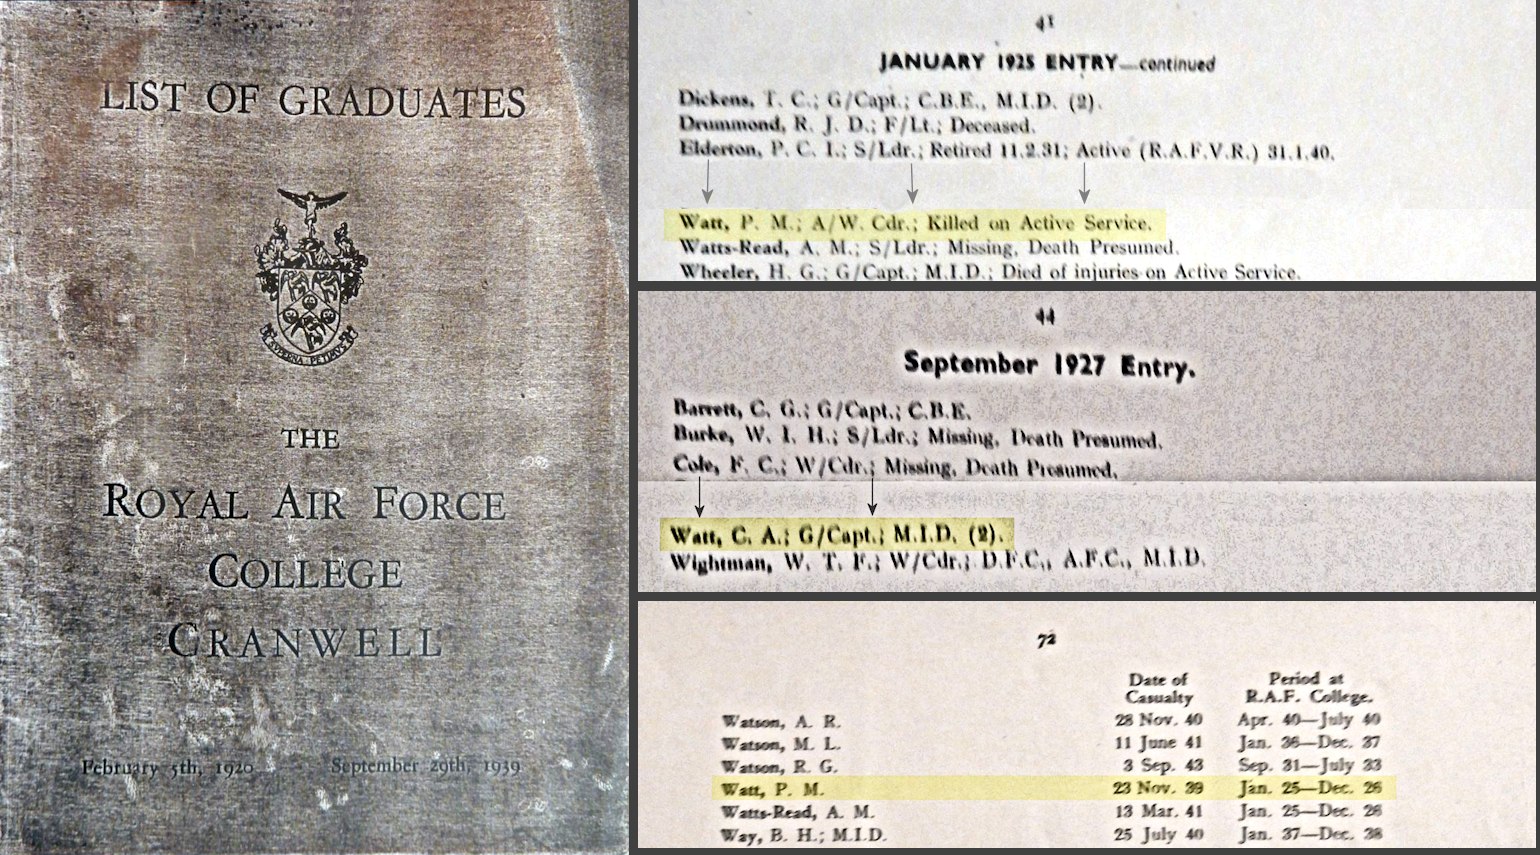 LIST OF GRADUATES
SUPERNA PETIMUS
THE
ROYAL AIR FORCE
COLLEGE
CRANWELL
February 5th, 1920 September 29th, 1939
41
JANUARY 1925 ENTRY—continued
Dickens, T. C.; G/Capt.; C.B.E., M.I.D. (2).
Drummond, R. J. D.; F/Lt.; Deceased.
Elderton, P. C. I.; S/Ldr.; Retired 11.2.31; Active (R.A.F.V.R.) 31.1.40.
Watt, P. M.; A/W. Cdr.; Killed on Active Service.
Watts-Read, A. M.; S/Ldr.; Missing, Death Presumed.
Wheeler, H. G.; G/Capt.; M.I.D.; Died of injuries on Active Service.
44
September 1927 Entry.
Barrett, C. G.; G/Capt.; C.B.E.
Burke, W. I. H.; S/Ldr.; Missing, Death Presumed.
Cole, F. C.; W/Cdr.; Missing, Death Presumed.
Watt, C. A.; G/Capt.; M.I.D. (2).
Wightman, W. T. F.; W/Cdr.; D.F.C., A.F.C., M.I.D.
72
Date of Period at
Casualty R.A.F. College.
Watson, A. R. 28 Nov. 40 Apr. 40—July 40
Watson, M. L. 11 June 41 Jan. 36—Dec. 37
Watson, R. G. 3 Sep. 43 Sep. 31—July 33
Watt, P. M. 23 Nov. 39 Jan. 25—Dec. 26
Watts-Read, A. M. 13 Mar. 41 Jan. 25—Dec. 26
Way, B. H.; M.I.D. 25 July 40 Jan. 37—Dec. 38